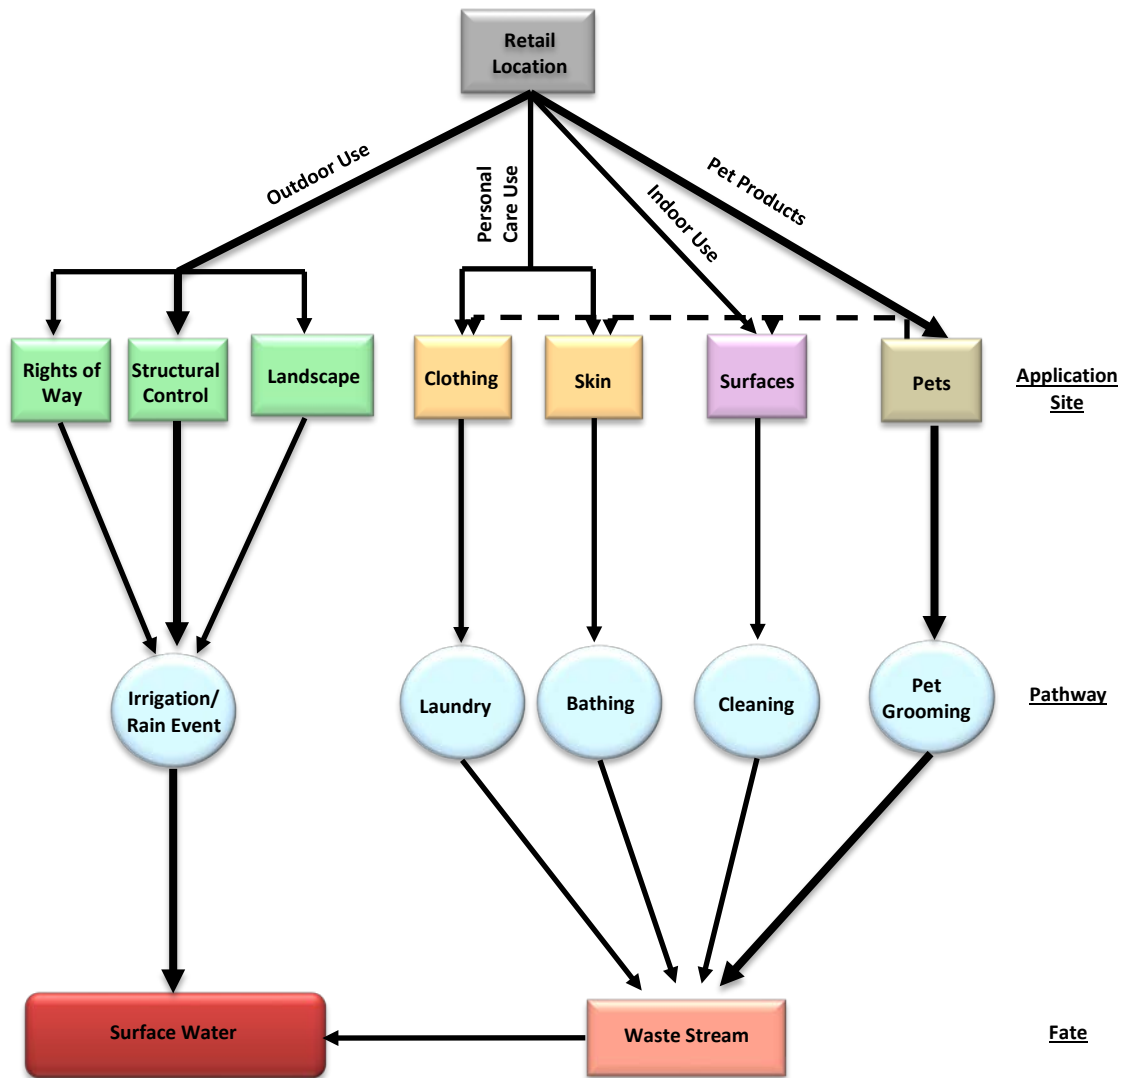 Retail
Location
Outdoor Use
Personal
Care Use
Indoor Use
Pet Products
Rights of
Way
Structural
Control
Landscape
Clothing
Skin
Surfaces
Pets
Application
Site
Irrigation/
Rain Event
Laundry
Bathing
Cleaning
Pet
Grooming
Pathway
Surface Water
Waste Stream
Fate